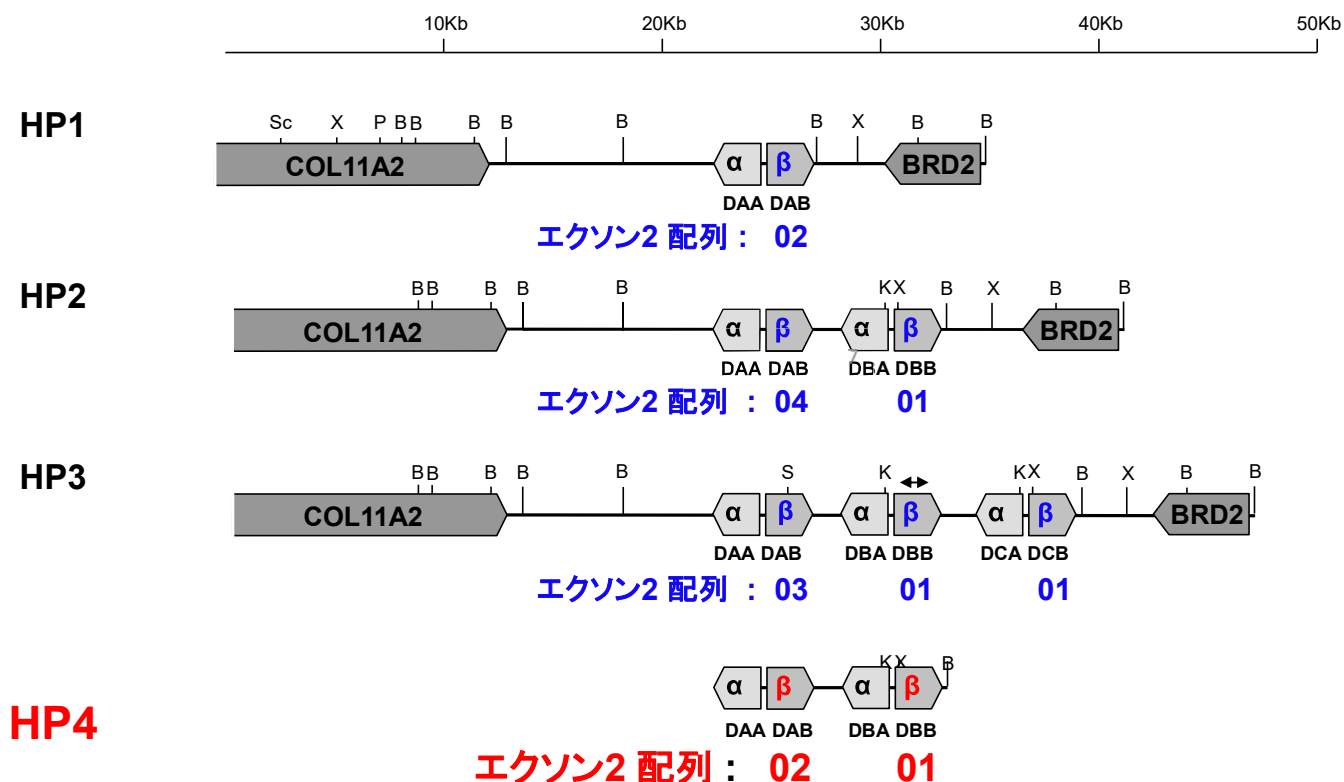 10Kb 20Kb 30Kb 40Kb 50Kb
HP1
Sc X P B B B B B B X B B
COL11A2 α β BRD2
DAA DAB
エクソン2 配列 : 02
HP2
B B B B B K X B X B B
COL11A2 α β α β BRD2
DAA DAB DBA DBB
エクソン2 配列 : 04 01
HP3
B B B B B S K K X B X B B
COL11A2 α β α β α β BRD2
DAA DAB DBA DBB DCA DCB
エクソン2 配列 : 03 01 01
HP4
K X B
α β α β
DAA DAB DBA DBB
エクソン2 配列 : 02 01